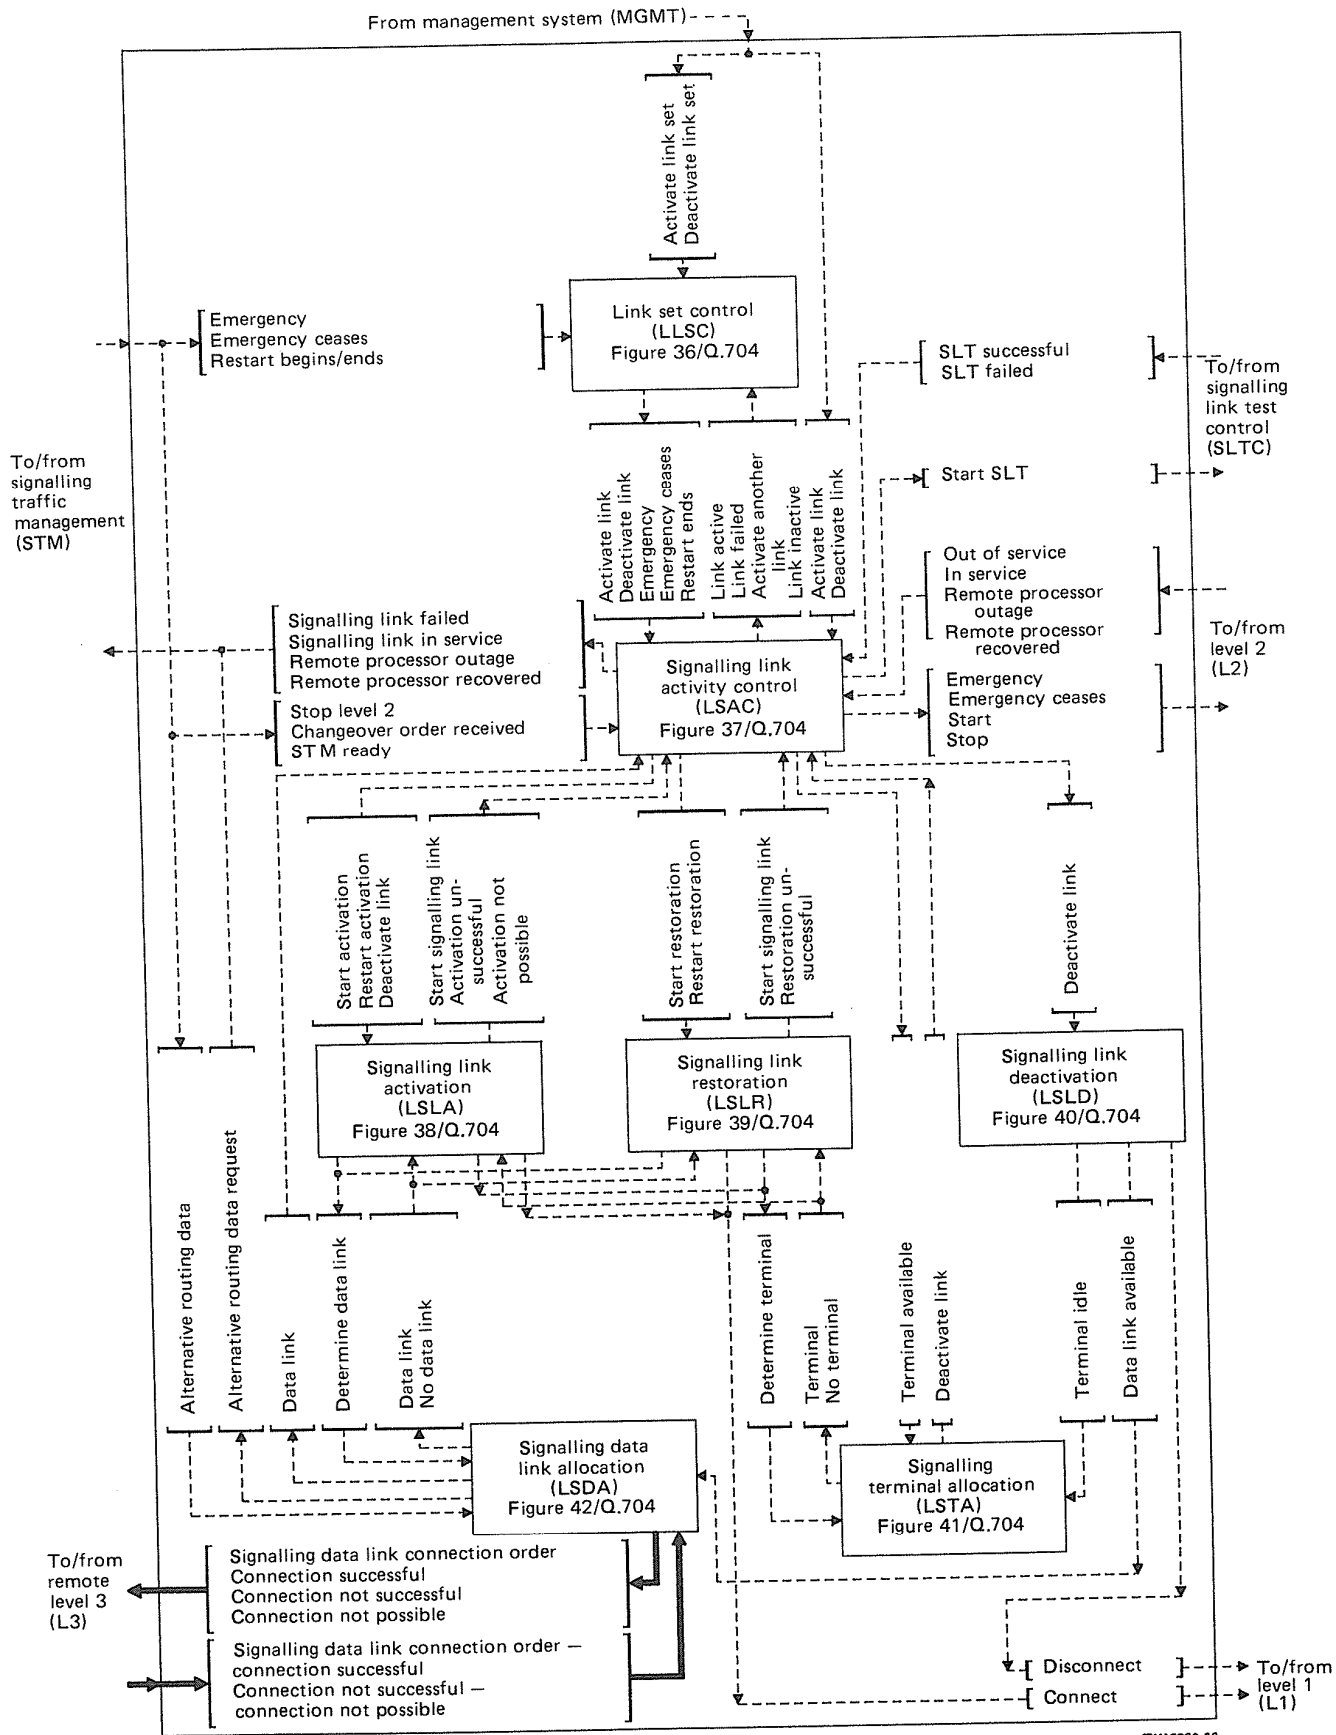 From management system (MGMT)
Activate link set
Deactivate link set
Link set control
(LLSC)
Figure 36/Q.704
Emergency
Emergency ceases
Restart begins/ends
SLT successful
SLT failed
To/from
signalling
link test
control
(SLTC)
Start SLT
To/from
signalling
traffic
management
(STM)
Activate link
Deactivate link
Emergency
Emergency ceases
Restart ends
Link active
Link failed
Activate another
link
Link inactive
Activate link
Deactivate link
Out of service
In service
Remote processor
outage
Remote processor
recovered
To/from
level 2
(L2)
Emergency
Emergency ceases
Start
Stop
Signalling link failed
Signalling link in service
Remote processor outage
Remote processor recovered
Stop level 2
Changeover order received
STM ready
Signalling link
activity control
(LSAC)
Figure 37/Q.704
Start activation
Restart activation
Deactivate link
Start signalling link
Activation un-
successful
Activation not
possible
Start restoration
Restart restoration
Start signalling link
Restoration un-
successful
Deactivate link
Signalling link
activation
(LSLA)
Figure 38/Q.704
Signalling link
restoration
(LSLR)
Figure 39/Q.704
Signalling link
deactivation
(LSLD)
Figure 40/Q.704
Alternative routing data
Alternative routing data request
Data link
Determine data link
Data link
No data link
Determine terminal
Terminal
No terminal
Terminal available
Deactivate link
Terminal idle
Data link available
Signalling data
link allocation
(LSDA)
Figure 42/Q.704
Signalling
terminal allocation
(LSTA)
Figure 41/Q.704
To/from
remote
level 3
(L3)
Signalling data link connection order
Connection successful
Connection not successful
Connection not possible
Signalling data link connection order —
connection successful
Connection not successful —
connection not possible
Disconnect
Connect
To/from
level 1
(L1)